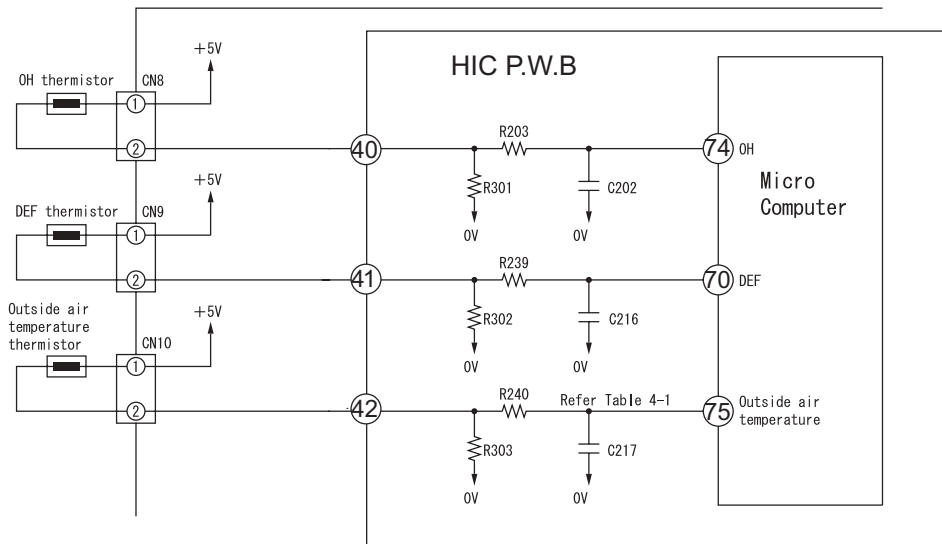 HIC P.W.B
+5V
OH thermistor
CN8
1
2
40
R203
R301
C202
0V
0V
74
OH
Micro
Computer
+5V
DEF thermistor
CN9
1
2
41
R239
R302
C216
0V
0V
70
DEF
Outside air
temperature
thermistor
+5V
CN10
1
2
42
R240
Refer Table 4-1
R303
C217
0V
0V
75
Outside air
temperature